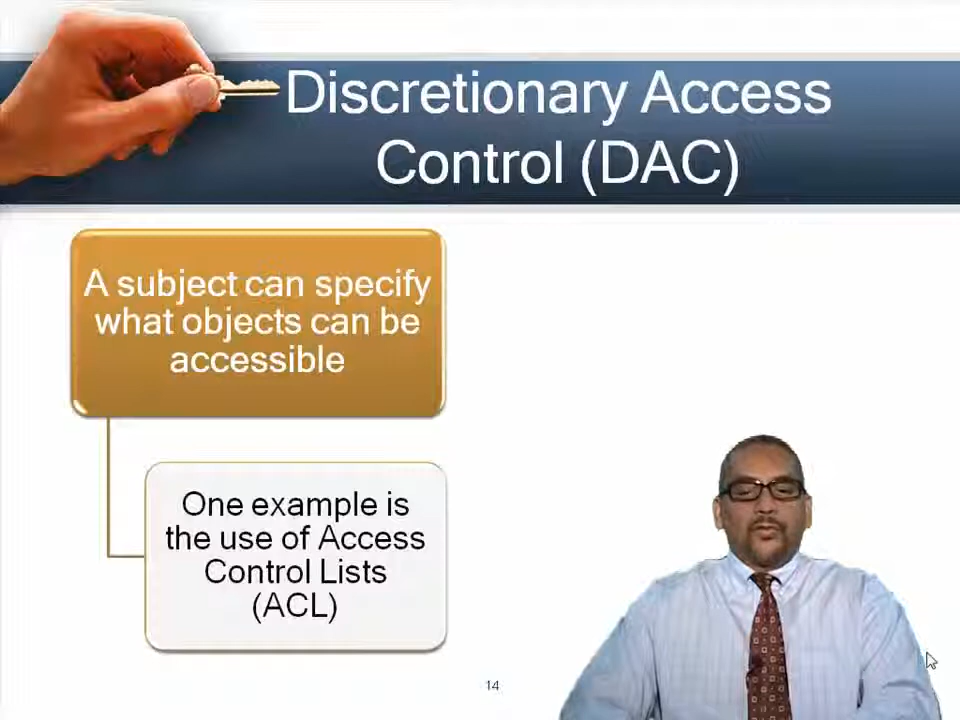 Discretionary Access
Control (DAC)
A subject can specify
what objects can be
accessible
One example is
the use of Access
Control Lists
(ACL)
14